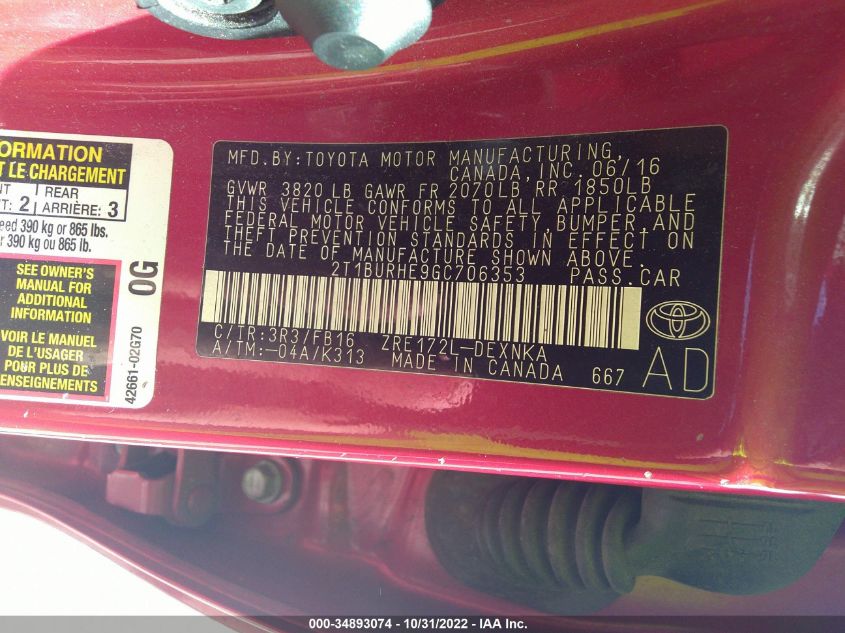 ORMATION
T LE CHARGEMENT
NT
: 2
REAR
ARRIÈRE: 3
eed 390 kg or 865 lbs.
r 390 kg ou 865 lb.
SEE OWNER'S
MANUAL FOR
ADDITIONAL
INFORMATION
VOIR LE MANUEL
DE L'USAGER
POUR PLUS DE
RENSEIGNEMENTS
0G
42661-02G70
MFD.BY:TOYOTA MOTOR MANUFACTURING,
CANADA,INC.06/16
GVWR 3820 LB GAWR FR 2070LB RR 1850LB
THIS VEHICLE CONFORMS TO ALL APPLICABLE
FEDERAL MOTOR VEHICLE SAFETY,BUMPER,AND
THEFT PREVENTION STANDARDS IN EFFECT ON
THE DATE OF MANUFACTURE SHOWN ABOVE.
2T1BURHE9GC706353 PASS.CAR
C/TR:3R3/FB16 ZRE172L-DEXNKA
A/TM:-04A/K313 MADE IN CANADA 667
AD
000-34893074 - 10/31/2022 - IAA Inc.